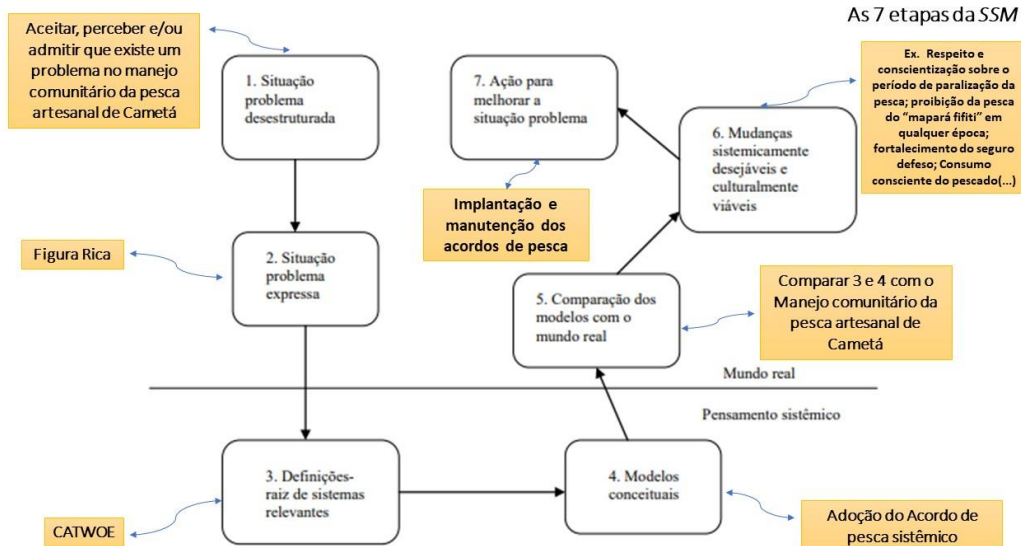 As 7 etapas da SSM
Aceitar, perceber e/ou
admitir que existe um
problema no manejo
comunitário da pesca
artesanal de Cametá
1. Situação
problema
desestruturada
7. Ação para
melhorar a
situação problema
6. Mudanças
sistemicamente
desejáveis e
culturalmente
viáveis
Ex. Respeito e
conscientização sobre o
período de paralização da
pesca; proibição da pesca
do “mapará fifiti” em
qualquer época;
fortalecimento do seguro
defeso; Consumo
consciente do pescado(...)
Implantação e
manutenção dos
acordos de pesca
Figura Rica
2. Situação
problema
expressa
5. Comparação dos
modelos com o
mundo real
Comparar 3 e 4 com o
Manejo comunitário da
pesca artesanal de
Cametá
Mundo real
Pensamento sistêmico
3. Definições-
raiz de sistemas
relevantes
4. Modelos
conceituais
CATWOE
Adoção do Acordo de
pesca sistêmico